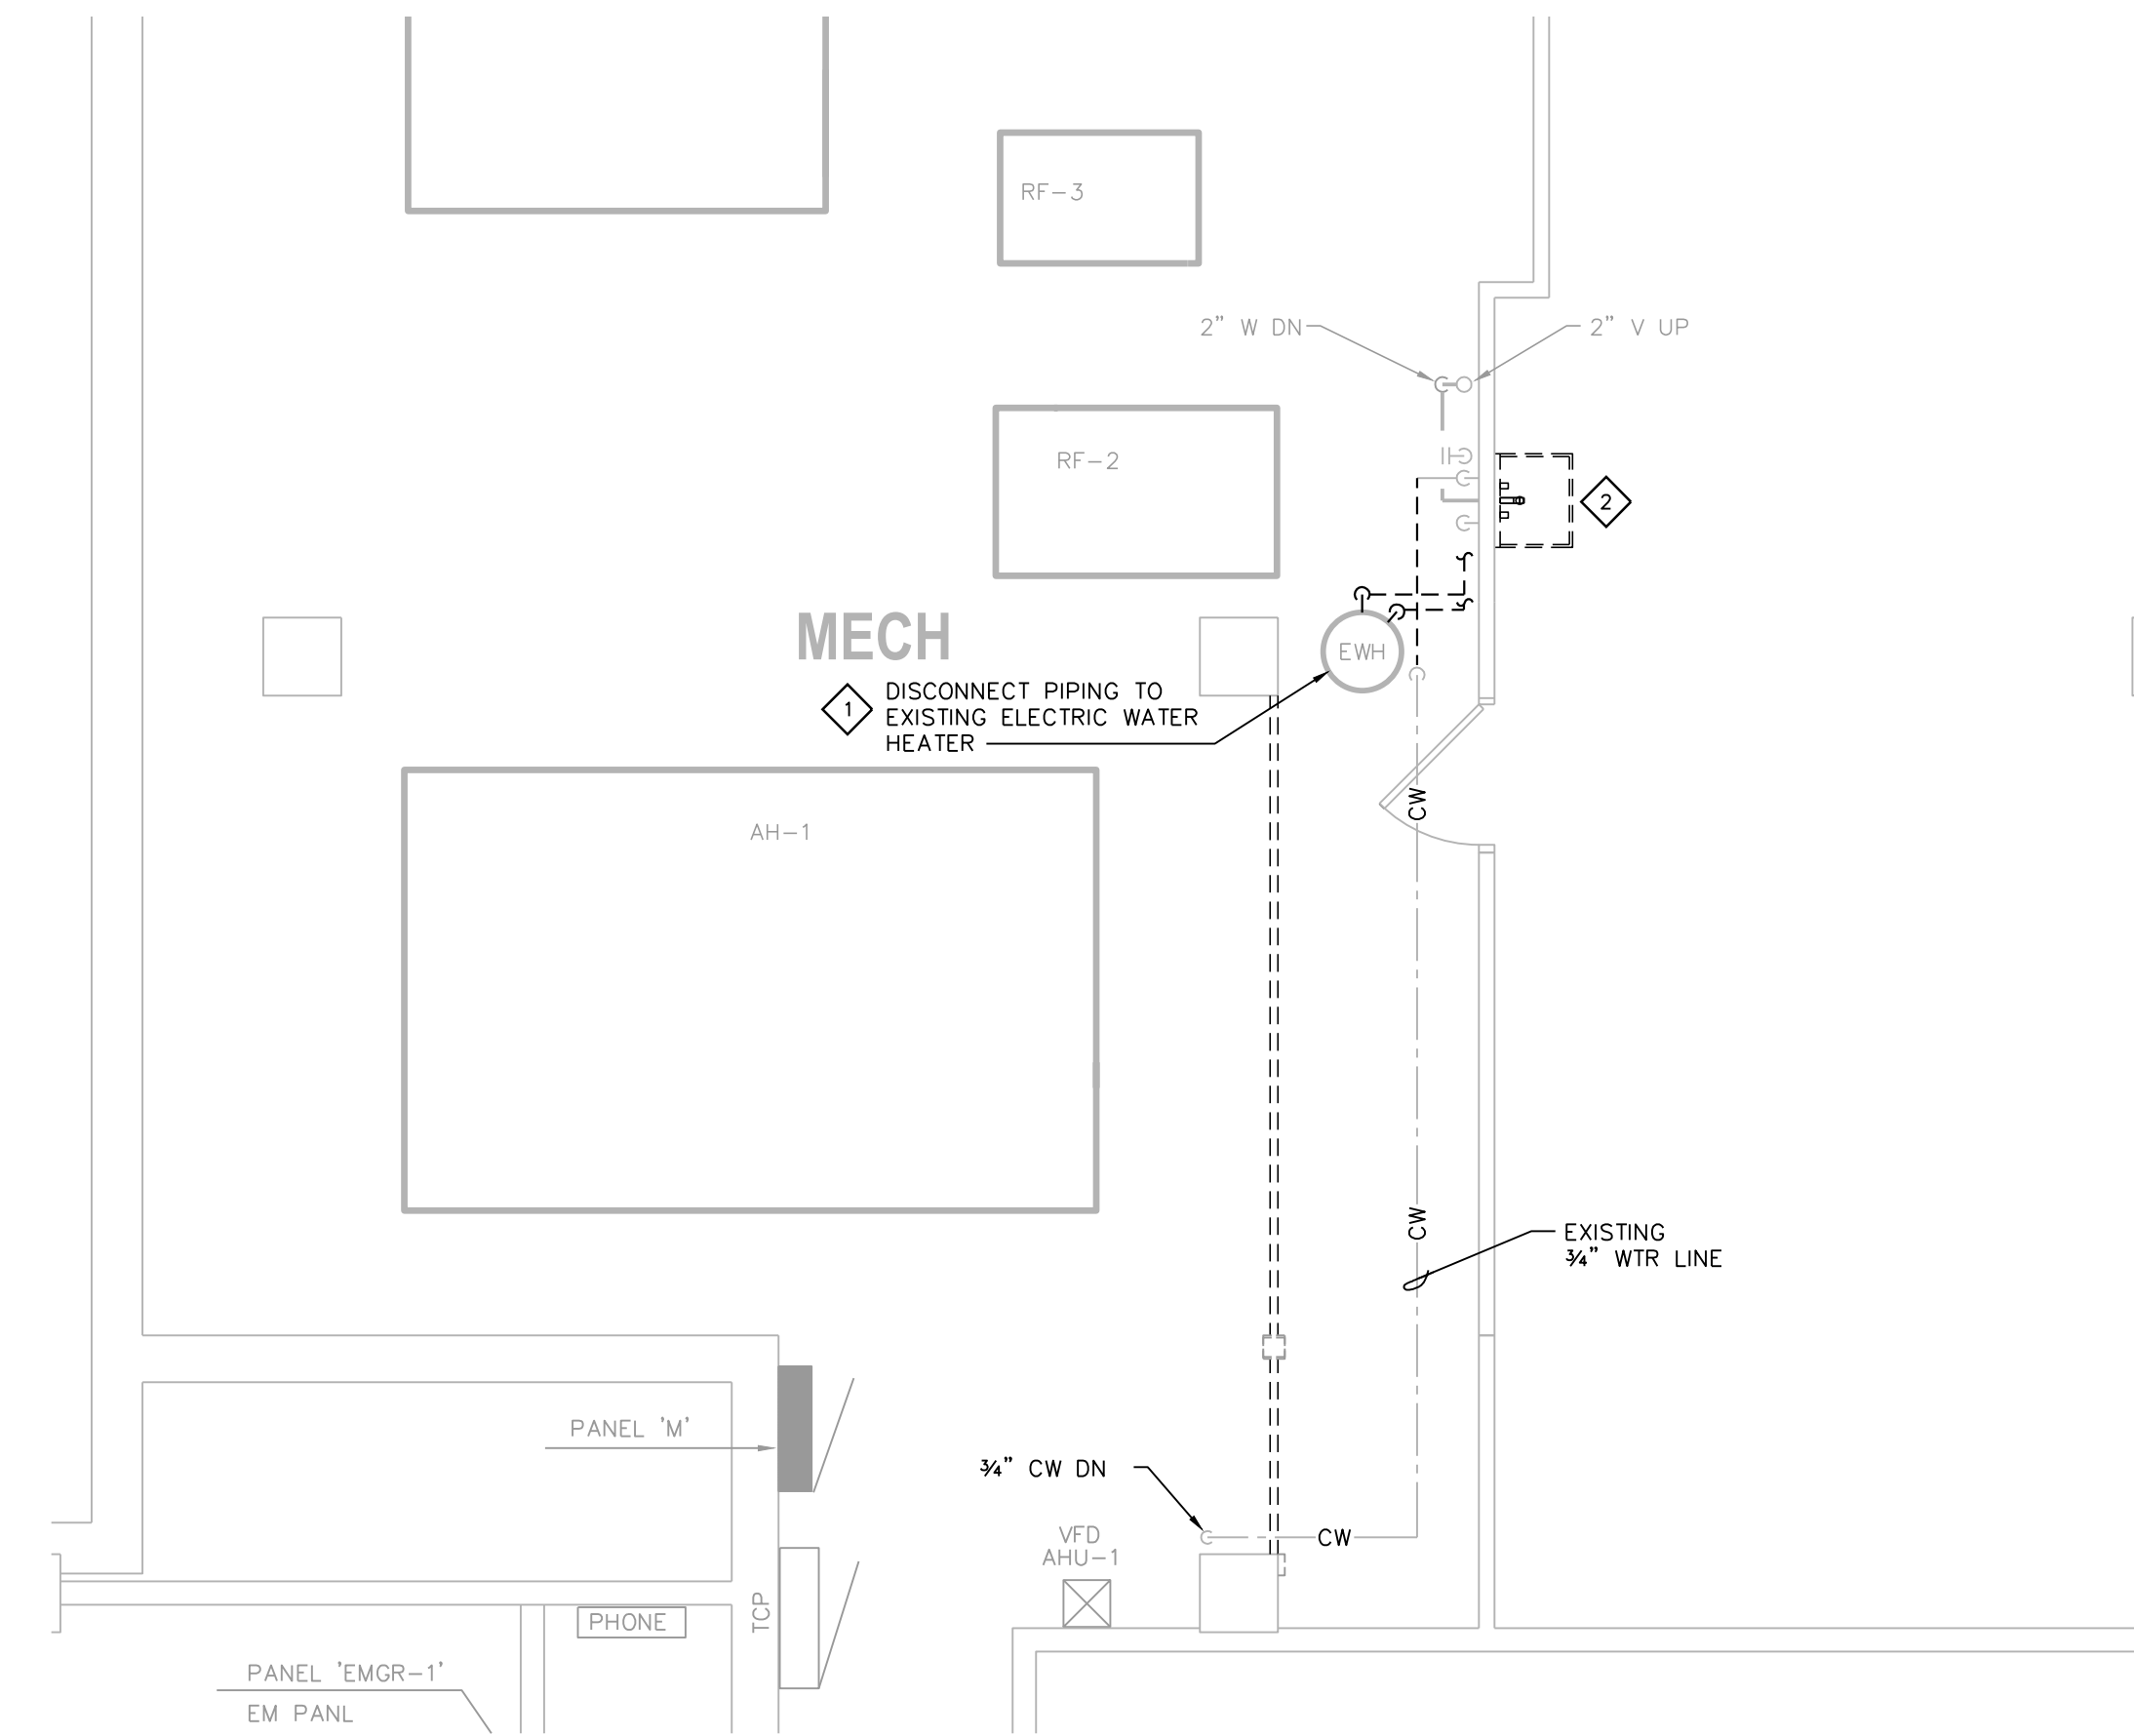 RF-3
2" W DN
2" V UP
RF-2
2
MECH
EWH
1
DISCONNECT PIPING TO
EXISTING ELECTRIC WATER
HEATER
CW
AH-1
CW
EXISTING
3/4" WTR LINE
PANEL 'M'
3/4" CW DN
CW
VFD
AHU-1
TCP
PHONE
PANEL 'EMGR-1'
EM PANL